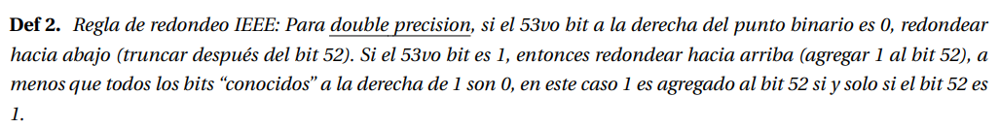 Def 2. Regla de redondeo IEEE: Para double precision, si el 53vo bit a la derecha del punto binario es 0, redondear
hacia abajo (truncar después del bit 52). Si el 53vo bit es 1, entonces redondear hacia arriba (agregar 1 al bit 52), a
menos que todos los bits “conocidos” a la derecha de 1 son 0, en este caso 1 es agregado al bit 52 si y solo si el bit 52 es
1.